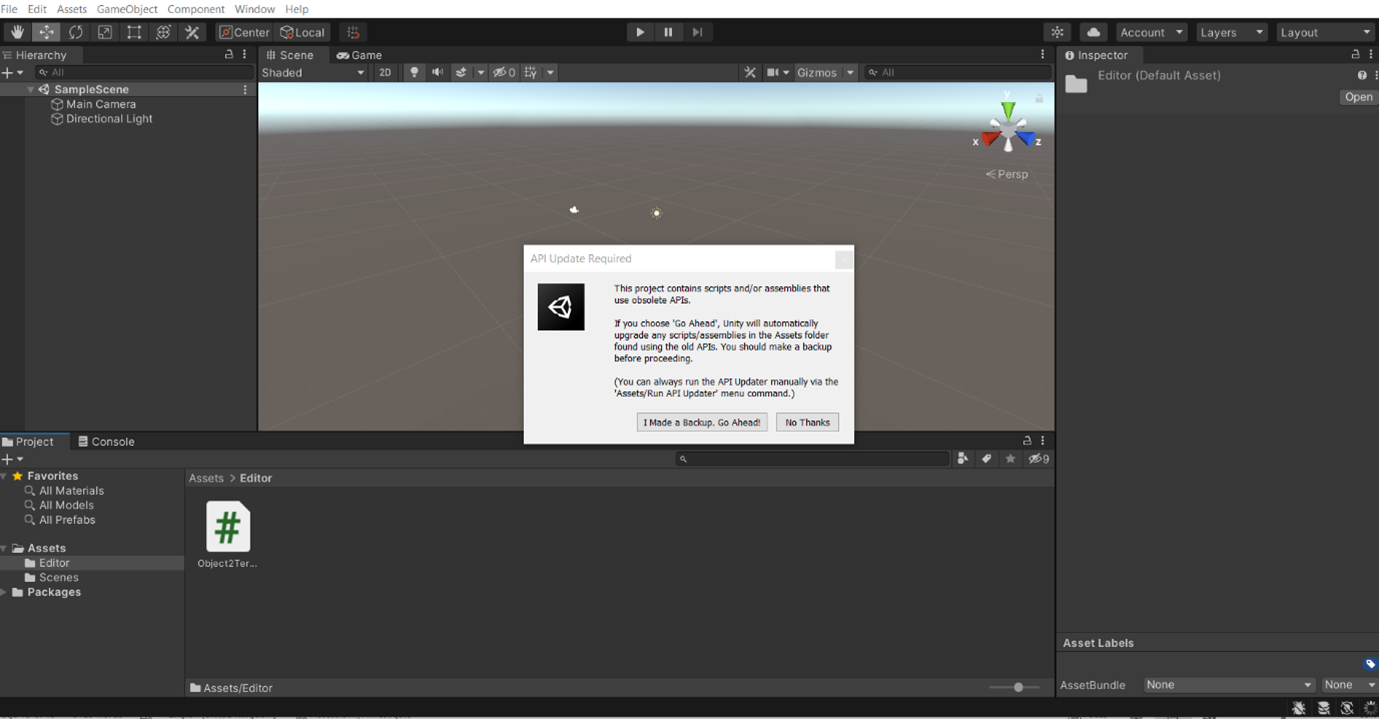 File Edit Assets GameObject Component Window Help
Center Local Account Layers Layout
Hierarchy
All
SampleScene
Main Camera
Directional Light
Scene Game
Shaded 2D 0 Gizmos All
y
x z
Persp
Inspector
Editor (Default Asset)
Open
API Update Required
This project contains scripts and/or assemblies that
use obsolete APIs.
If you choose 'Go Ahead', Unity will automatically
upgrade any scripts/assemblies in the Assets folder
found using the old APIs. You should make a backup
before proceeding.
(You can always run the API Updater manually via the
'Assets/Run API Updater' menu command.)
I Made a Backup. Go Ahead! No Thanks
Project Console
9
Favorites
All Materials
All Models
All Prefabs
Assets
Editor
Scenes
Packages
Assets > Editor
#
Object2Ter...
Assets/Editor
Asset Labels
AssetBundle None None